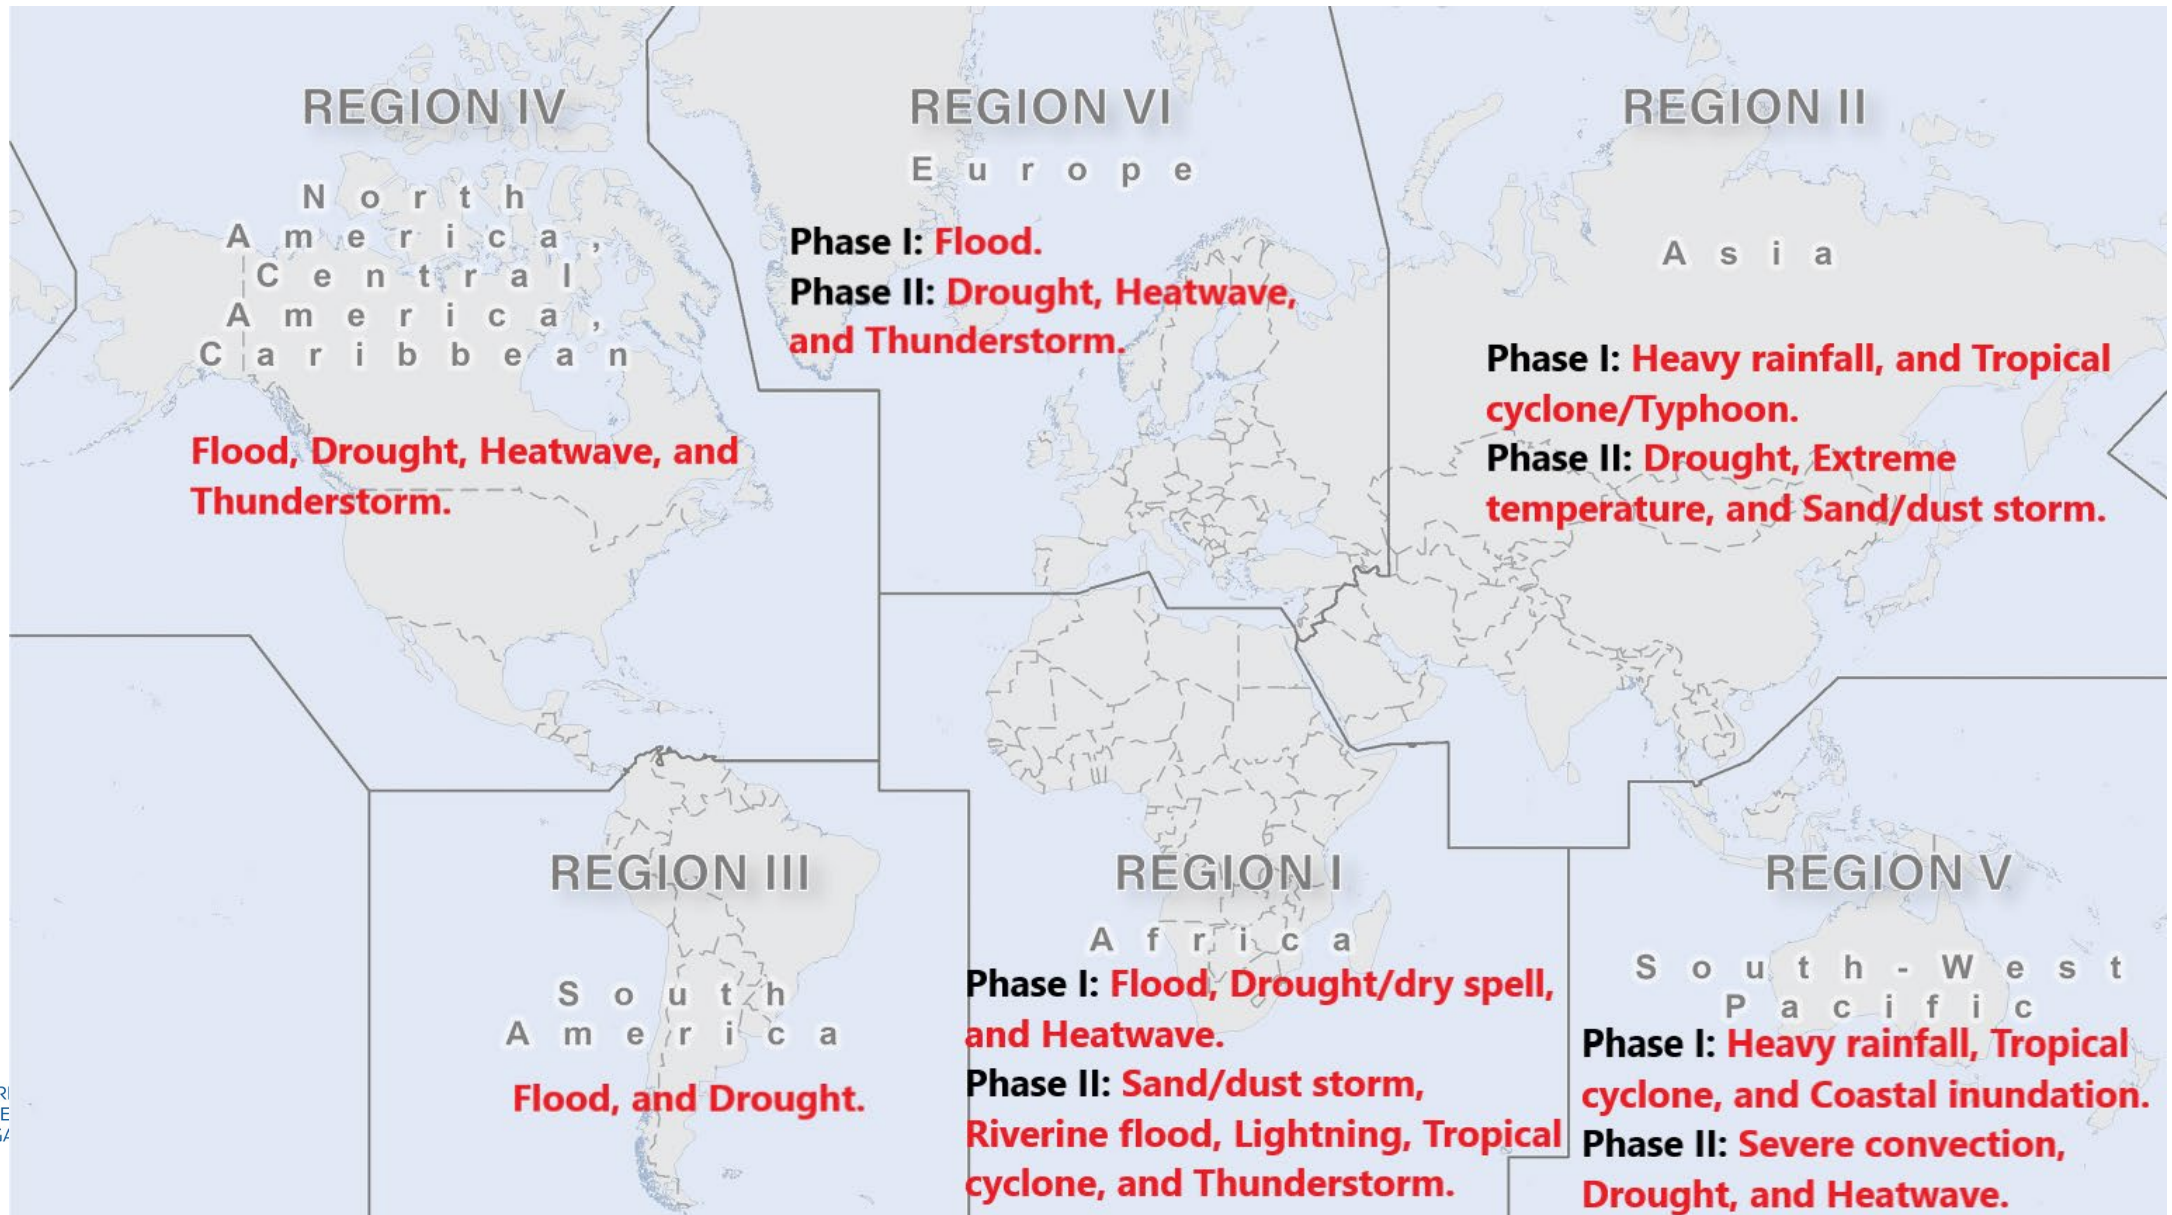 REGION IV
North
America,
Central
America,
Caribbean
Flood, Drought, Heatwave, and
Thunderstorm.
REGION VI
Europe
Phase I: Flood.
Phase II: Drought, Heatwave,
and Thunderstorm.
REGION II
Asia
Phase I: Heavy rainfall, and Tropical
cyclone/Typhoon.
Phase II: Drought, Extreme
temperature, and Sand/dust storm.
REGION III
South
America
Flood, and Drought.
REGION I
Africa
Phase I: Flood, Drought/dry spell,
and Heatwave.
Phase II: Sand/dust storm,
Riverine flood, Lightning, Tropical
cyclone, and Thunderstorm.
REGION V
South-West
Pacific
Phase I: Heavy rainfall, Tropical
cyclone, and Coastal inundation.
Phase II: Severe convection,
Drought, and Heatwave.